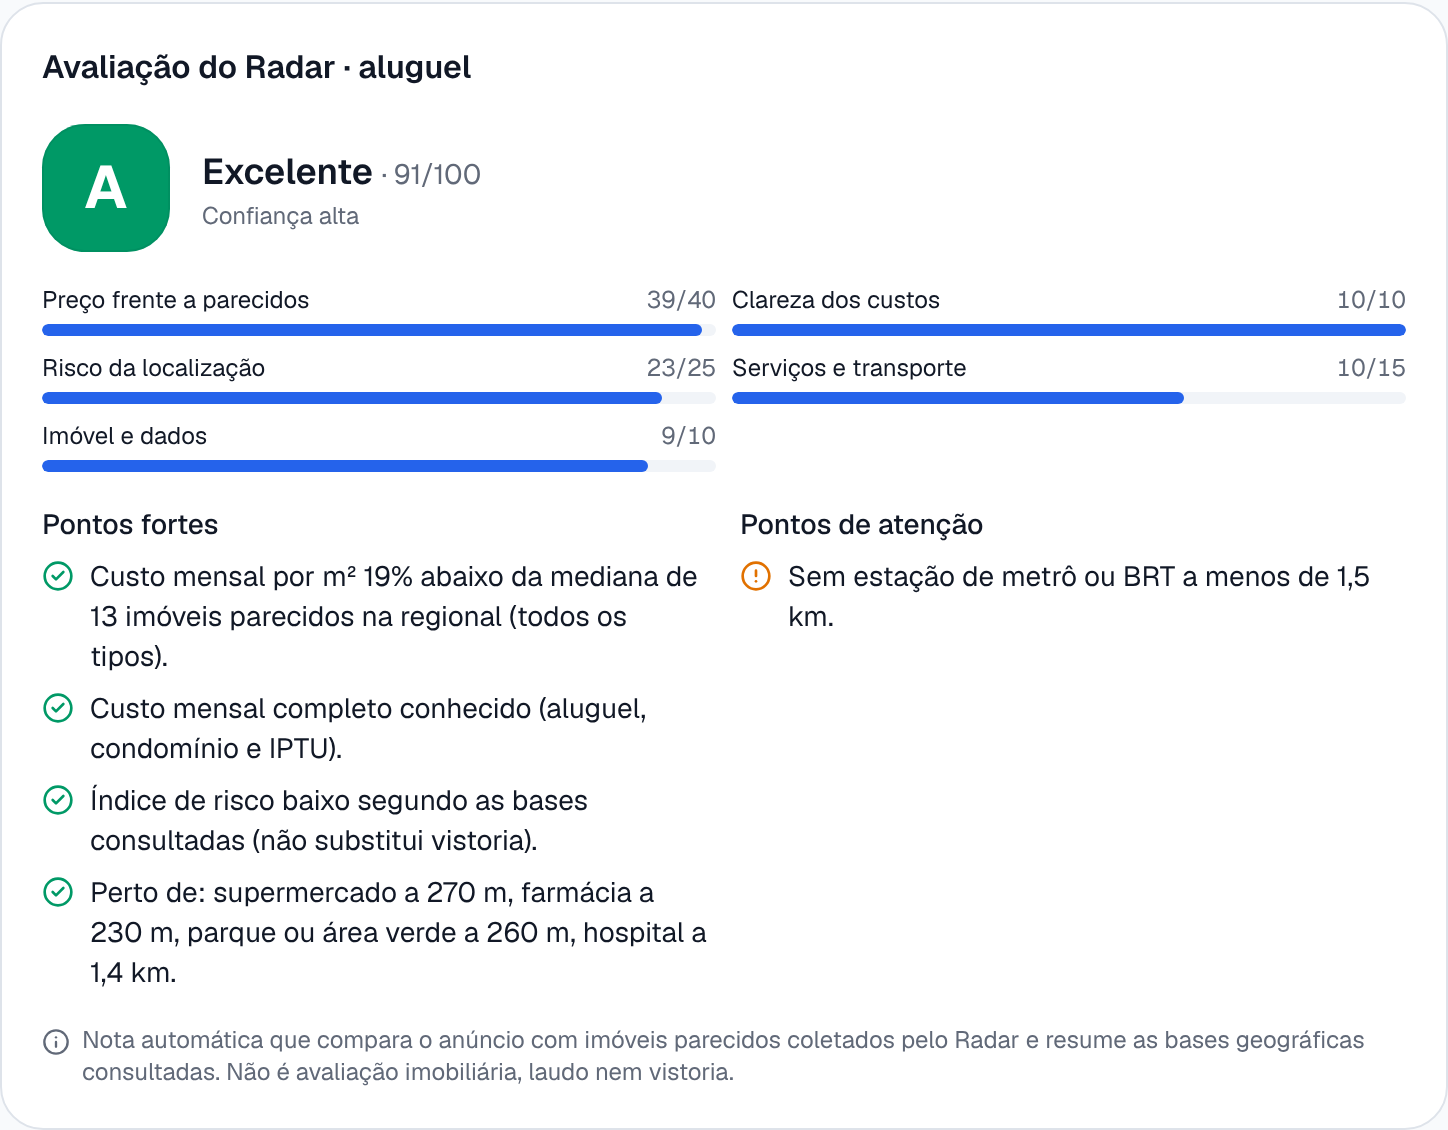 Avaliação do Radar · aluguel
A
Excelente · 91/100
Confiança alta
Preço frente a parecidos 39/40
Clareza dos custos 10/10
Risco da localização 23/25
Serviços e transporte 10/15
Imóvel e dados 9/10
Pontos fortes
Custo mensal por m² 19% abaixo da mediana de
13 imóveis parecidos na regional (todos os
tipos).
Custo mensal completo conhecido (aluguel,
condomínio e IPTU).
Índice de risco baixo segundo as bases
consultadas (não substitui vistoria).
Perto de: supermercado a 270 m, farmácia a
230 m, parque ou área verde a 260 m, hospital a
1,4 km.
Pontos de atenção
Sem estação de metrô ou BRT a menos de 1,5
km.
Nota automática que compara o anúncio com imóveis parecidos coletados pelo Radar e resume as bases geográficas
consultadas. Não é avaliação imobiliária, laudo nem vistoria.